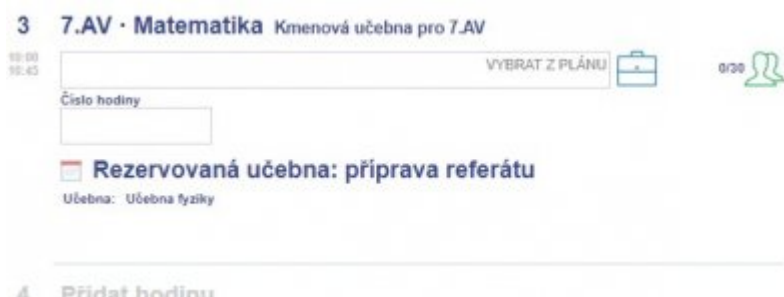 3 7.AV · Matematika Kmenová učebna pro 7.AV
10:00
10:45
VYBRAT Z PLÁNU
0/30
Číslo hodiny
Rezervovaná učebna: příprava referátu
Učebna: Učebna fyziky
4 Přidat hodinu